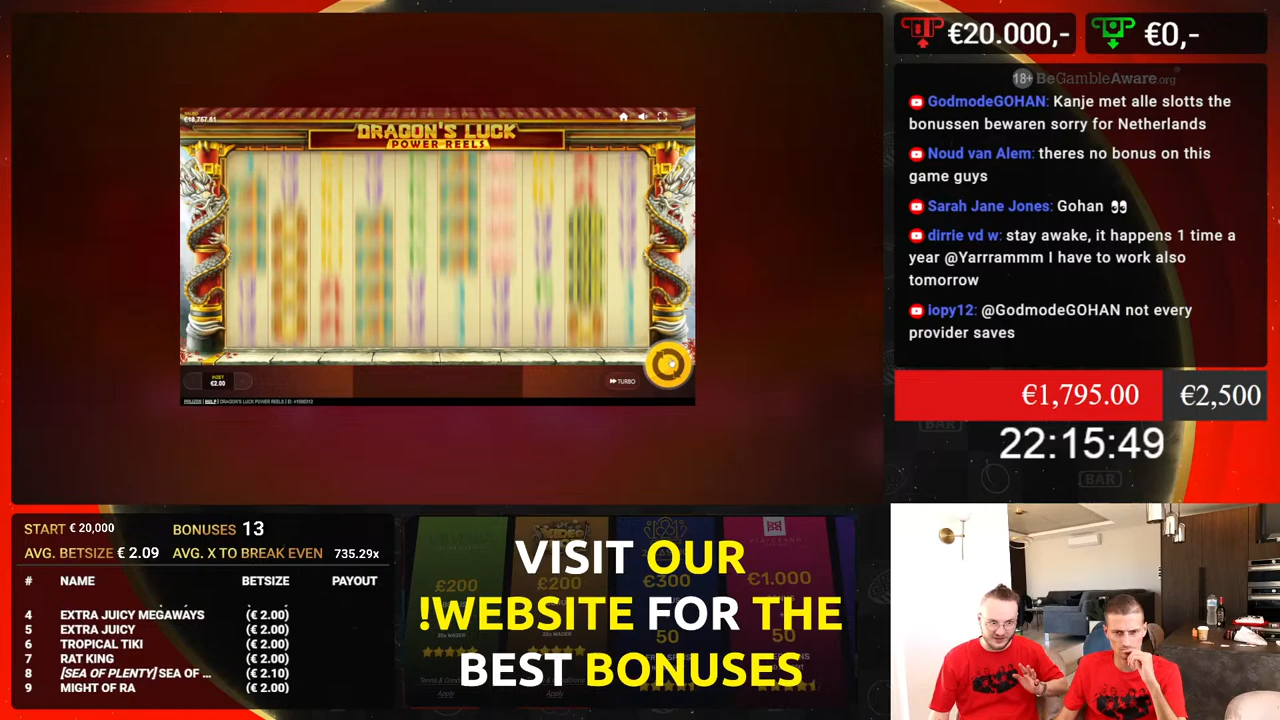 €20.000,-
€0,-
18+ BeGambleAware.org
GodmodeGOHAN: Kanje met alle slotts the
bonussen bewaren sorry for Netherlands
Noud van Alem: theres no bonus on this
game guys
Sarah Jane Jones: Gohan
dirrie vd w: stay awake, it happens 1 time a
year @Yarrrammm I have to work also
tomorrow
iopy12: @GodmodeGOHAN not every
provider saves
€1,795.00
€2,500
22:15:49
BAR
BAR
DRAGON'S LUCK
POWER REELS
€2.00
TURBO
START € 20,000
BONUSES 13
AVG. BETSIZE € 2.09
AVG. X TO BREAK EVEN 735.29x
# NAME BETSIZE PAYOUT
4 EXTRA JUICY MEGAWAYS (€ 2.00)
5 EXTRA JUICY (€ 2.00)
6 TROPICAL TIKI (€ 2.00)
7 RAT KING (€ 2.00)
8 [SEA OF PLENTY] SEA OF ... (€ 2.10)
9 MIGHT OF RA (€ 2.00)
£200
£200
€300
€1.000
50
50
VISIT OUR
!WEBSITE FOR THE
BEST BONUSES